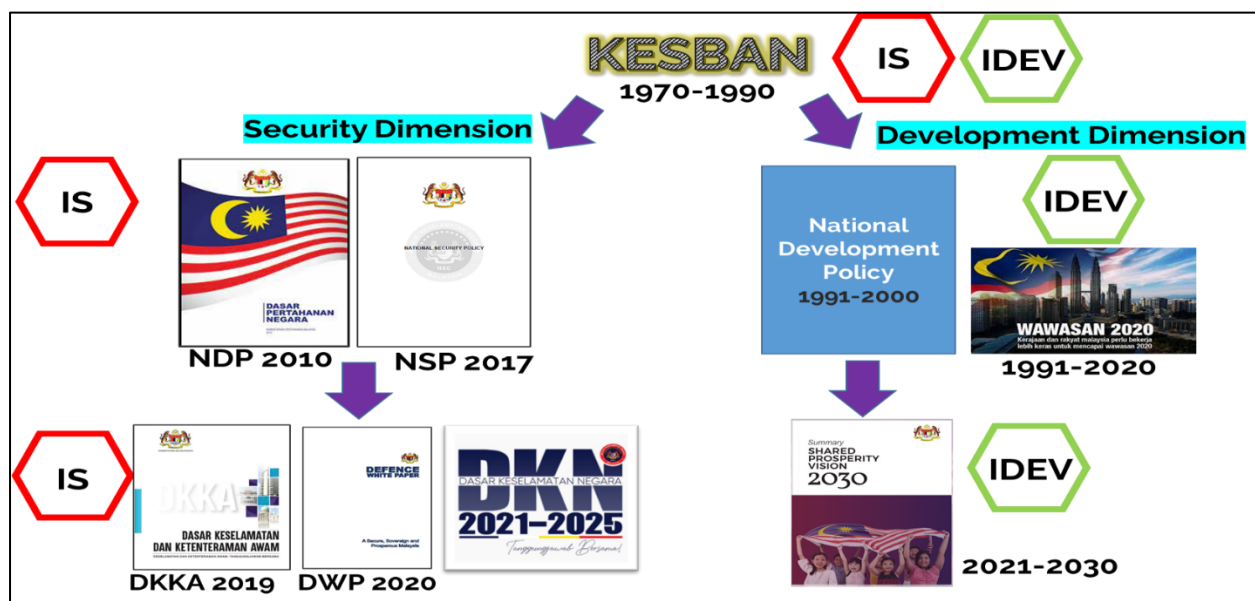 KESBAN
1970-1990
IS
IDEV
Security Dimension
Development Dimension
IS
DASAR
PERTAHANAN
NEGARA
NDP 2010
NATIONAL SECURITY POLICY
NSP 2017
National
Development
Policy
1991-2000
IDEV
WAWASAN 2020
Kerajaan dan rakyat malaysia perlu bekerja
lebih keras untuk mencapai wawasan 2020
1991-2020
IS
DKKA
DASAR KESELAMATAN
DAN KETENTERAMAN AWAM
DKKA 2019
DEFENCE
WHITE PAPER
A Secure, Sovereign and
Prosperous Malaysia
DWP 2020
DKN
DASAR KESELAMATAN NEGARA
2021–2025
Tanggungjawab Bersama!
Summary
SHARED
PROSPERITY
VISION
2030
IDEV
2021-2030